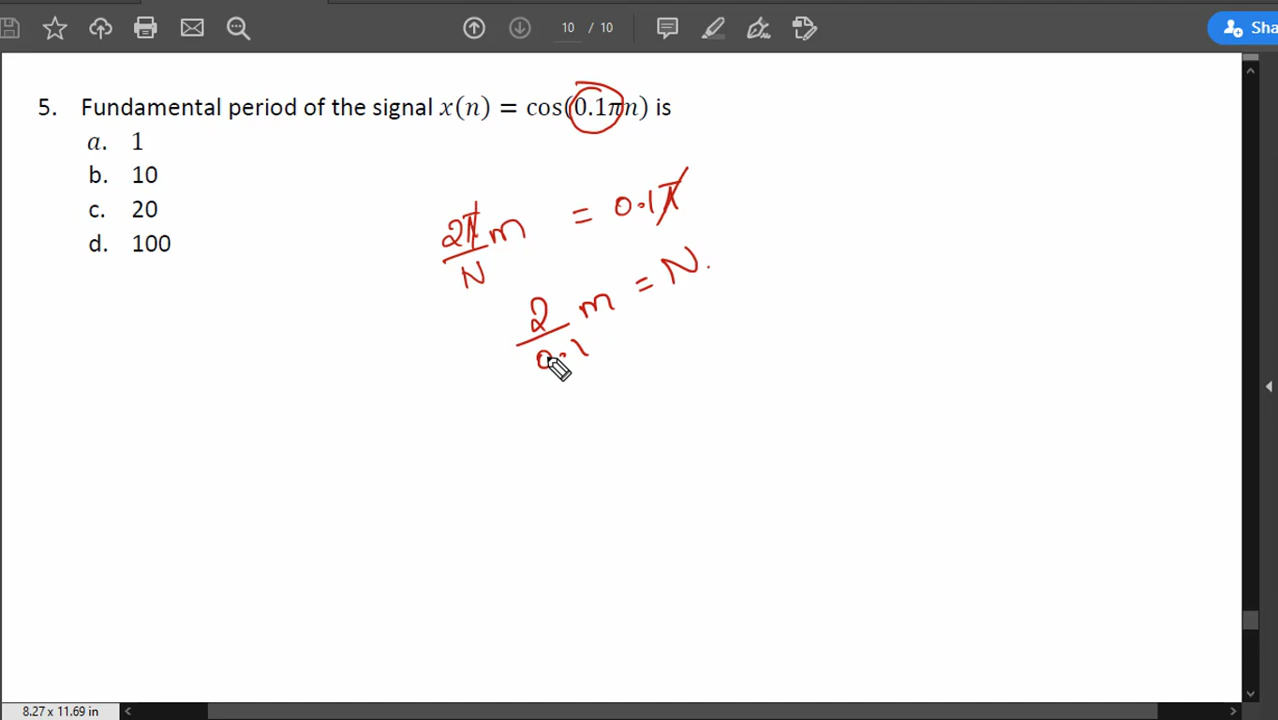 10 / 10
Sha
5. Fundamental period of the signal x(n) = cos(0.1πn) is
a. 1
b. 10
c. 20
d. 100
2π/N m = 0.1π
2/0.1 m = N.
8.27 x 11.69 in